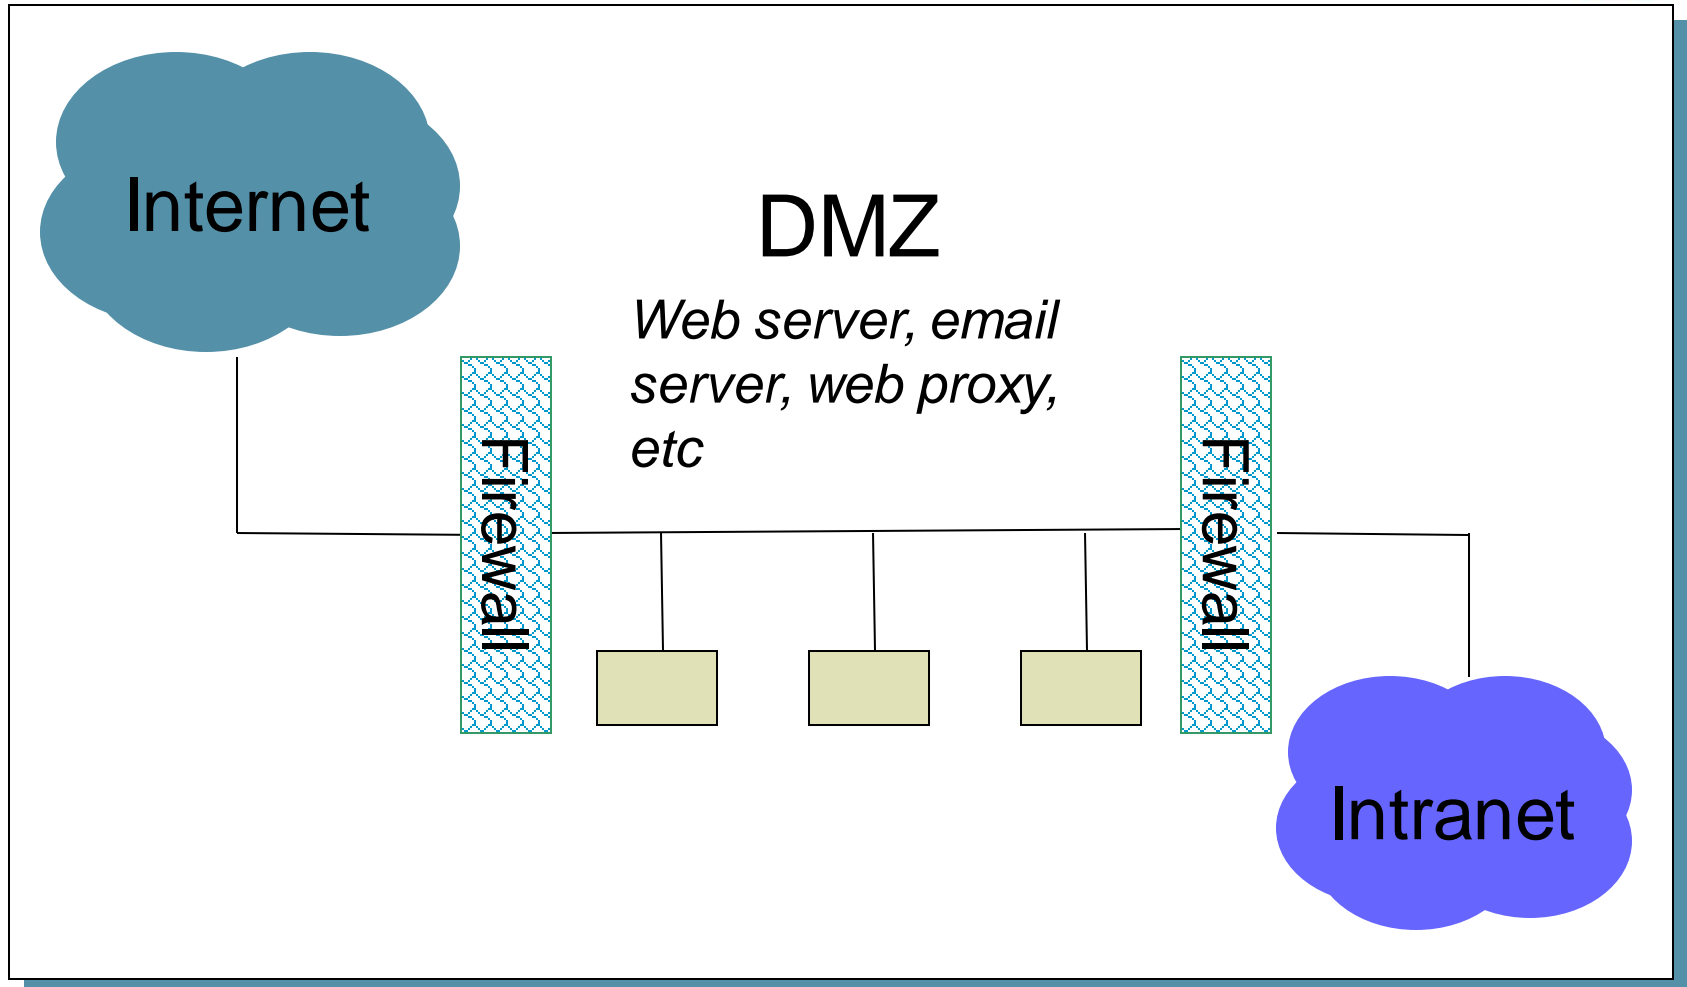 Internet
DMZ
Web server, email
server, web proxy,
etc
Firewall
Firewall
Intranet